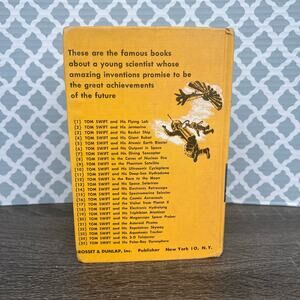 These are the famous books
about a young scientist whose
amazing inventions promise to be
the great achievements
of the future
(1) TOM SWIFT and His Flying Lab
(2) TOM SWIFT and His Jetmarine
(3) TOM SWIFT and His Rocket Ship
(4) TOM SWIFT and His Giant Robot
(5) TOM SWIFT and His Atomic Earth Blaster
(6) TOM SWIFT and His Outpost in Space
(7) TOM SWIFT and His Diving Seacopter
(8) TOM SWIFT in the Caves of Nuclear Fire
(9) TOM SWIFT on the Phantom Satellite
(10) TOM SWIFT and His Ultrasonic Cycloplane
(11) TOM SWIFT and His Deep-Sea Hydrodome
(12) TOM SWIFT in the Race to the Moon
(13) TOM SWIFT and His Space Solartron
(14) TOM SWIFT and His Electronic Retroscope
(15) TOM SWIFT and His Spectromarine Selector
(16) TOM SWIFT and the Cosmic Astronauts
(17) TOM SWIFT and the Visitor from Planet X
(18) TOM SWIFT and the Electronic Hydrolung
(19) TOM SWIFT and His Triphibian Atomicar
(20) TOM SWIFT and His Megascope Space Prober
(21) TOM SWIFT and the Asteroid Pirates
(22) TOM SWIFT and His Repelatron Skyway
(23) TOM SWIFT and His Aquatomic Tracker
(24) TOM SWIFT and His 3-D Telejector
(25) TOM SWIFT and His Polar-Ray Dynasphere
ROSSET & DUNLAP, Inc. Publisher New York 10, N. Y.